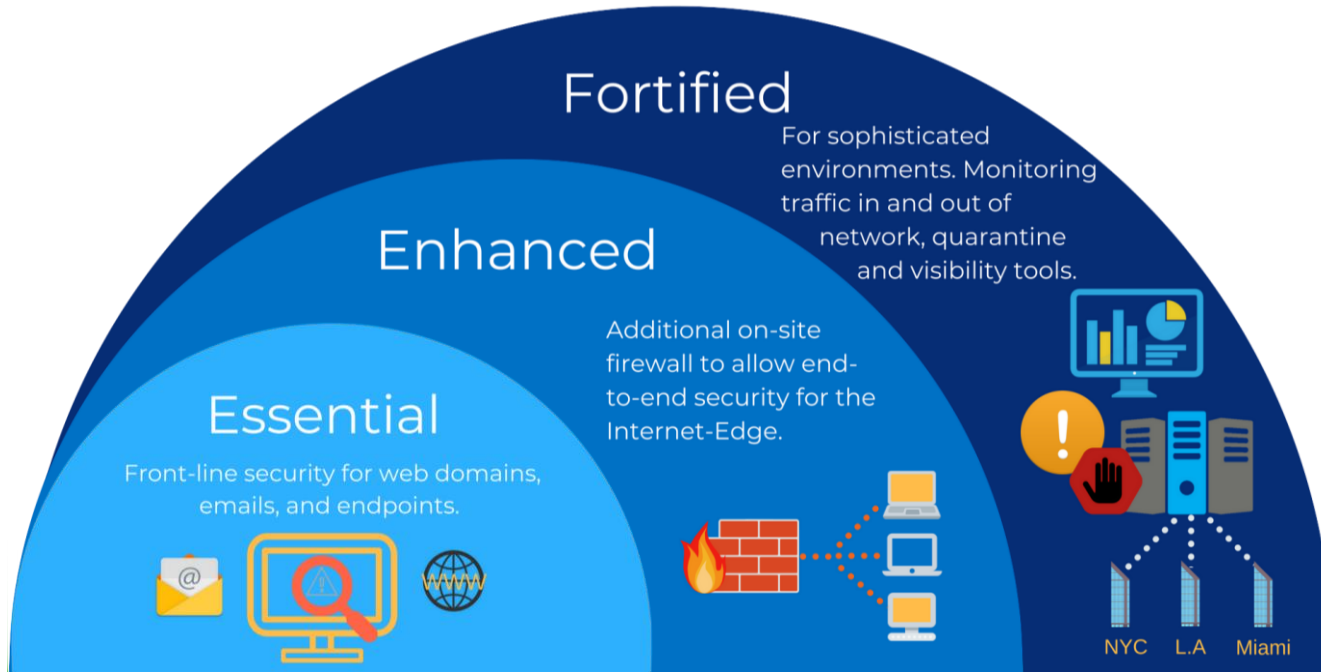 Fortified
For sophisticated
environments. Monitoring
traffic in and out of
network, quarantine
and visibility tools.
Enhanced
Additional on-site
firewall to allow end-
to-end security for the
Internet-Edge.
Essential
Front-line security for web domains,
emails, and endpoints.
@
WWW
NYC L.A Miami